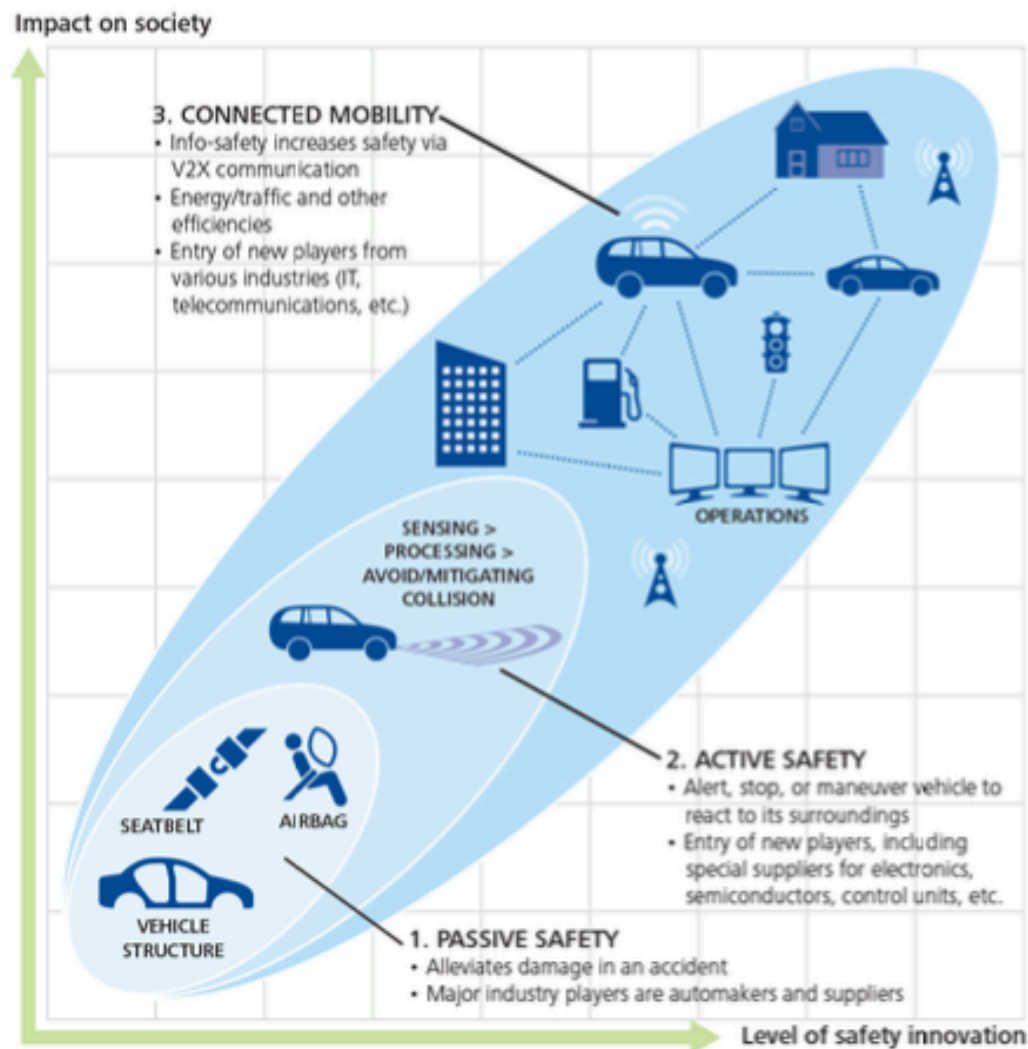 Impact on society
3. CONNECTED MOBILITY
• Info-safety increases safety via
V2X communication
• Energy/traffic and other
efficiencies
• Entry of new players from
various industries (IT,
telecommunications, etc.)
OPERATIONS
SENSING >
PROCESSING >
AVOID/MITIGATING
COLLISION
2. ACTIVE SAFETY
• Alert, stop, or maneuver vehicle to
react to its surroundings
• Entry of new players, including
special suppliers for electronics,
semiconductors, control units, etc.
SEATBELT
AIRBAG
VEHICLE
STRUCTURE
1. PASSIVE SAFETY
• Alleviates damage in an accident
• Major industry players are automakers and suppliers
Level of safety innovation